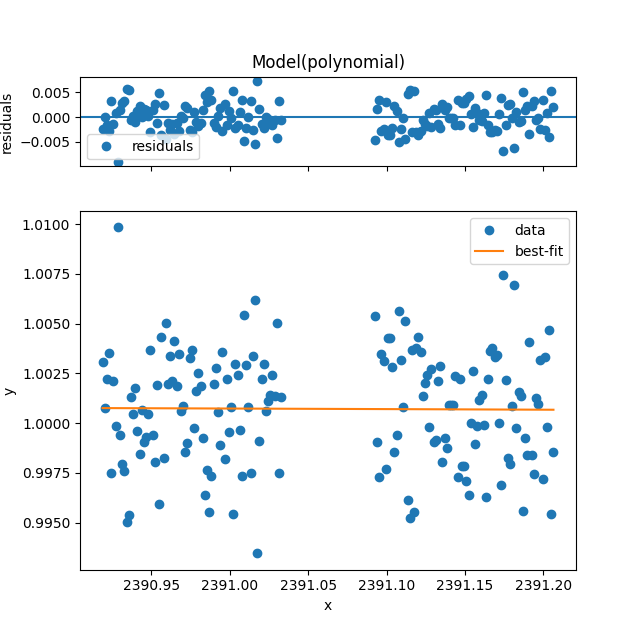 Model(polynomial)
residuals
0.005
0.000
−0.005
residuals
y
1.0100
1.0075
1.0050
1.0025
1.0000
0.9975
0.9950
data
best-fit
2390.95 2391.00 2391.05 2391.10 2391.15 2391.20
x